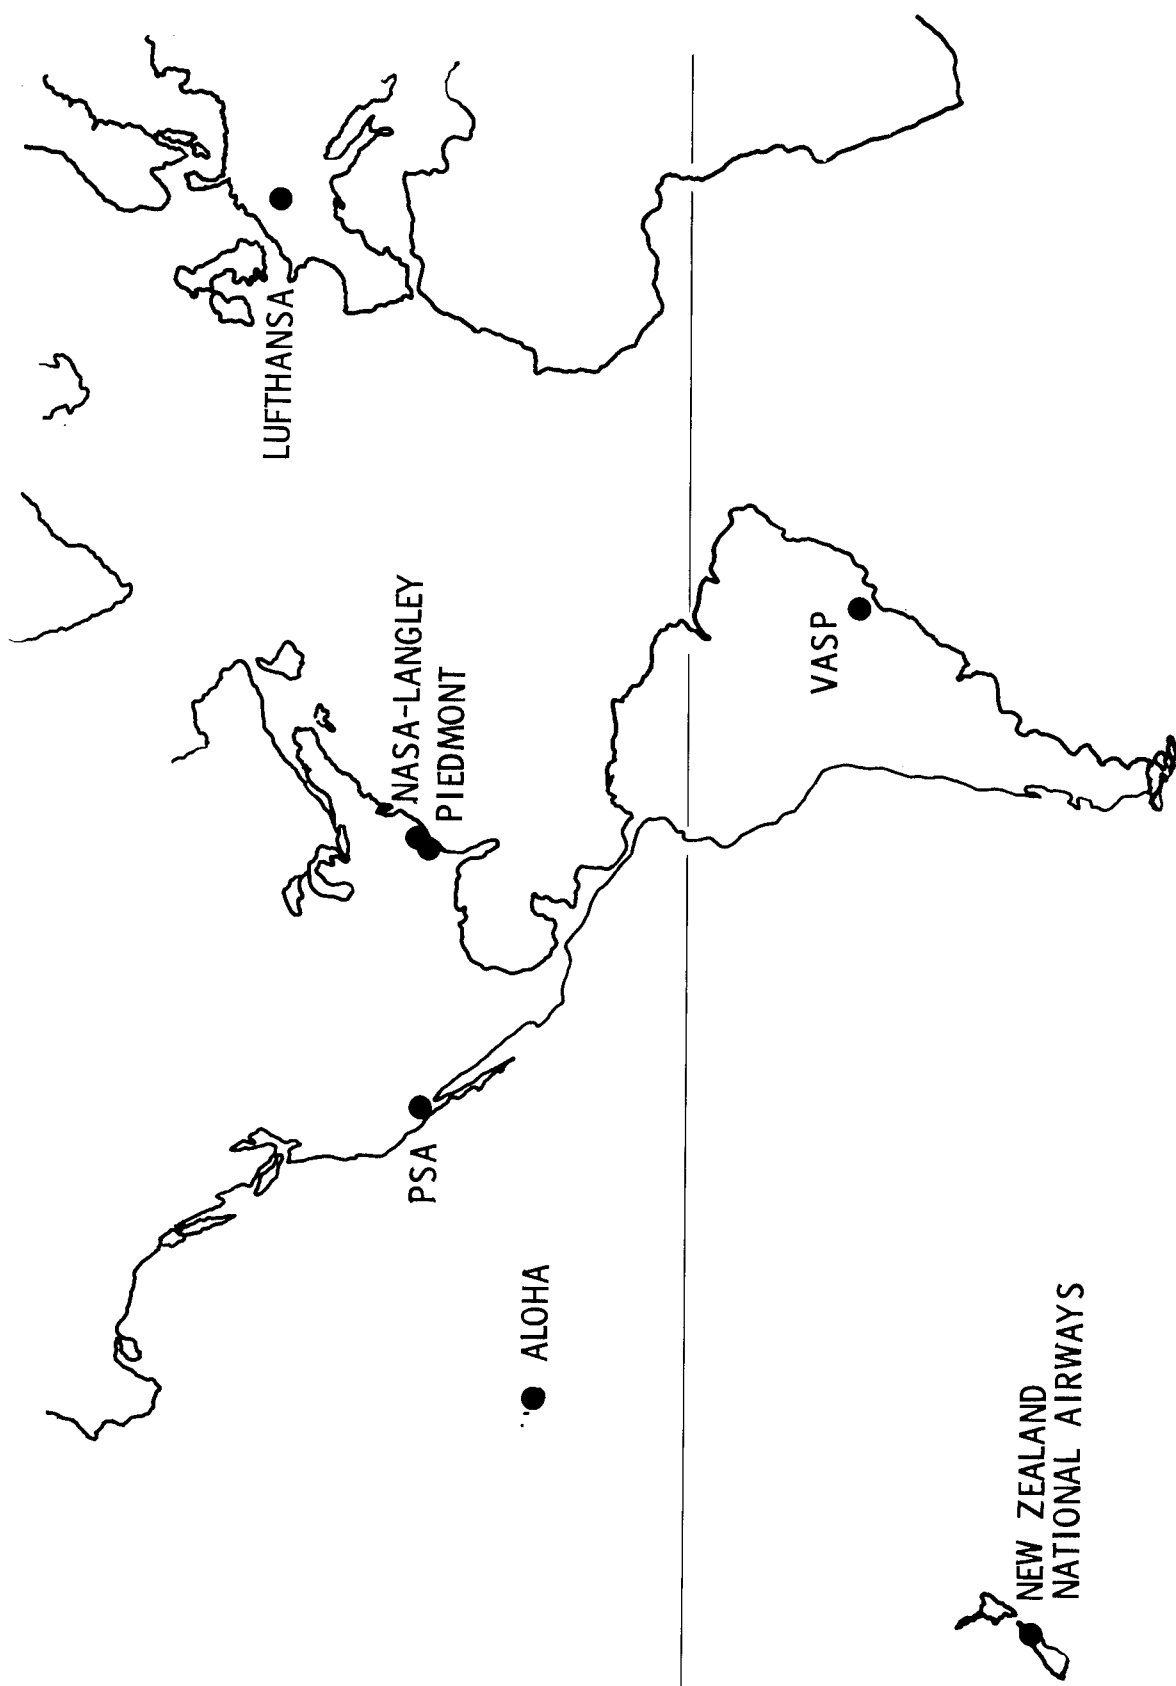 LUFTHANSA
NASA-LANGLEY
PIEDMONT
PSA
ALOHA
VASP
NEW ZEALAND
NATIONAL AIRWAYS